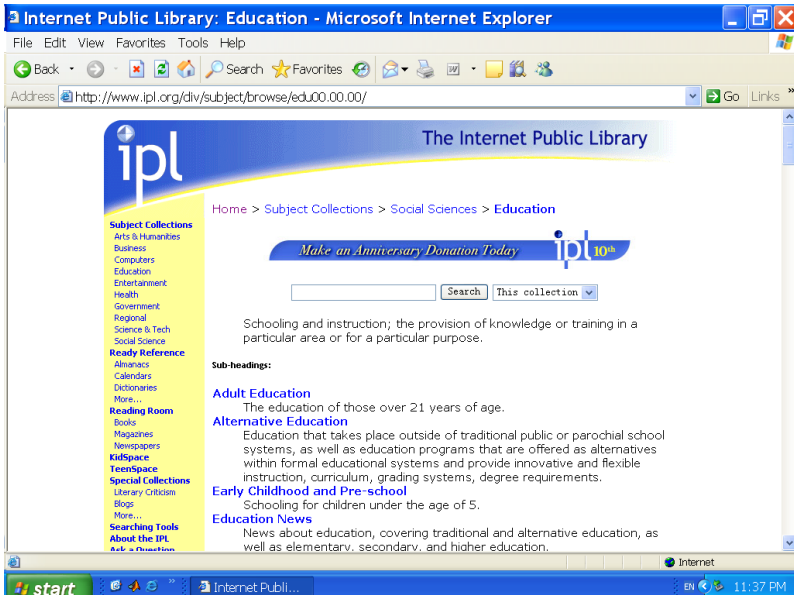 Internet Public Library: Education - Microsoft Internet Explorer
File Edit View Favorites Tools Help
Back Search Favorites
Address http://www.ipl.org/div/subject/browse/edu00.00.00/ Go Links »
ipl
The Internet Public Library
Home > Subject Collections > Social Sciences > Education
Make an Anniversary Donation Today ipl 10th
Search This collection
Schooling and instruction; the provision of knowledge or training in a
particular area or for a particular purpose.
Sub-headings:
Adult Education
The education of those over 21 years of age.
Alternative Education
Education that takes place outside of traditional public or parochial school
systems, as well as education programs that are offered as alternatives
within formal educational systems and provide innovative and flexible
instruction, curriculum, grading systems, degree requirements.
Early Childhood and Pre-school
Schooling for children under the age of 5.
Education News
News about education, covering traditional and alternative education, as
well as elementary, secondary, and higher education.
Subject Collections
Arts & Humanities
Business
Computers
Education
Entertainment
Health
Government
Regional
Science & Tech
Social Science
Ready Reference
Almanacs
Calendars
Dictionaries
More...
Reading Room
Books
Magazines
Newspapers
KidSpace
TeenSpace
Special Collections
Literary Criticism
Blogs
More...
Searching Tools
About the IPL
Ask a Question
Internet
start » Internet Publi... EN 11:37 PM